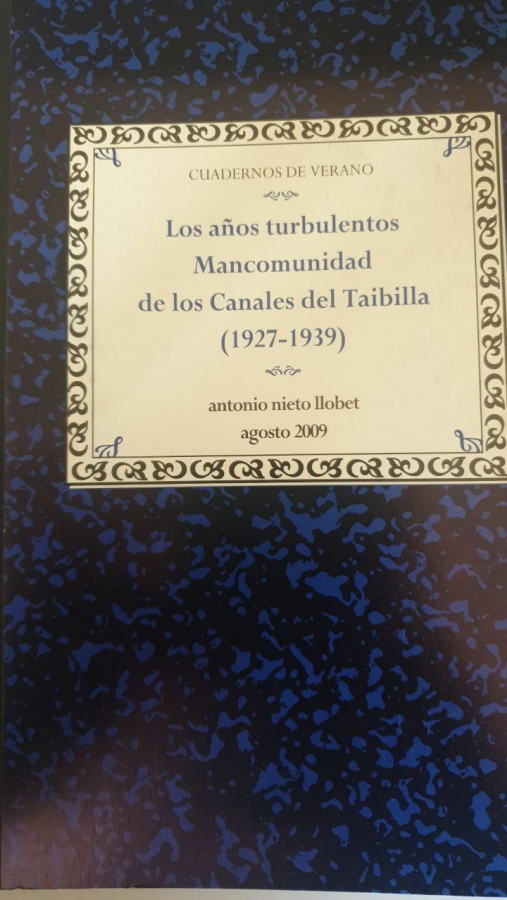 CUADERNOS DE VERANO
Los años turbulentos
Mancomunidad
de los Canales del Taibilla
(1927-1939)
antonio nieto llobet
agosto 2009